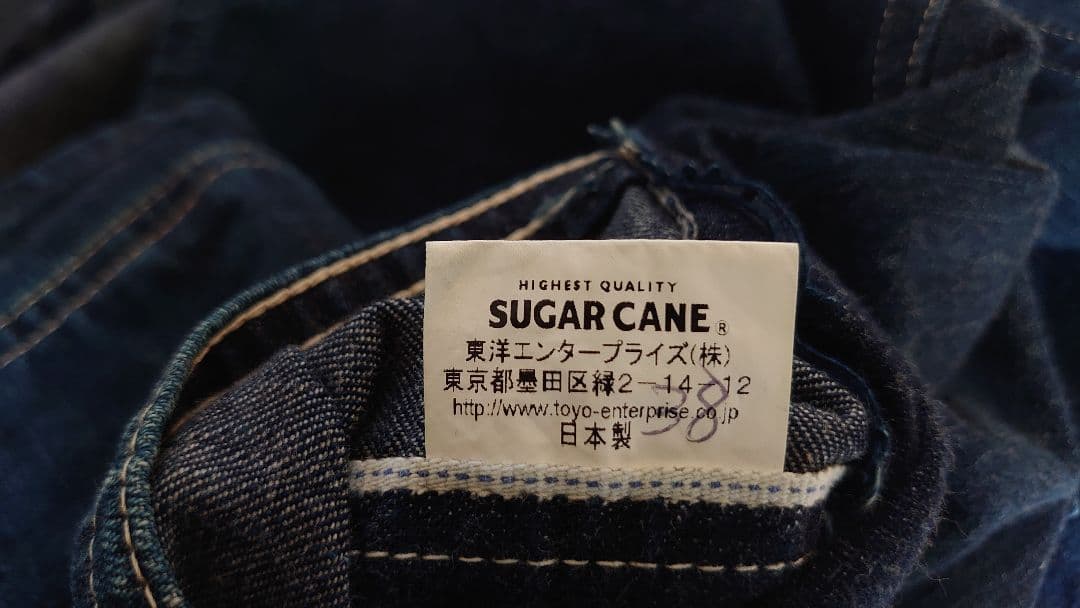 HIGHEST QUALITY
SUGAR CANE®
東洋エンタープライズ(株)
東京都墨田区緑2-14-12
http://www.toyo-enterprise.co.jp
日本製
38